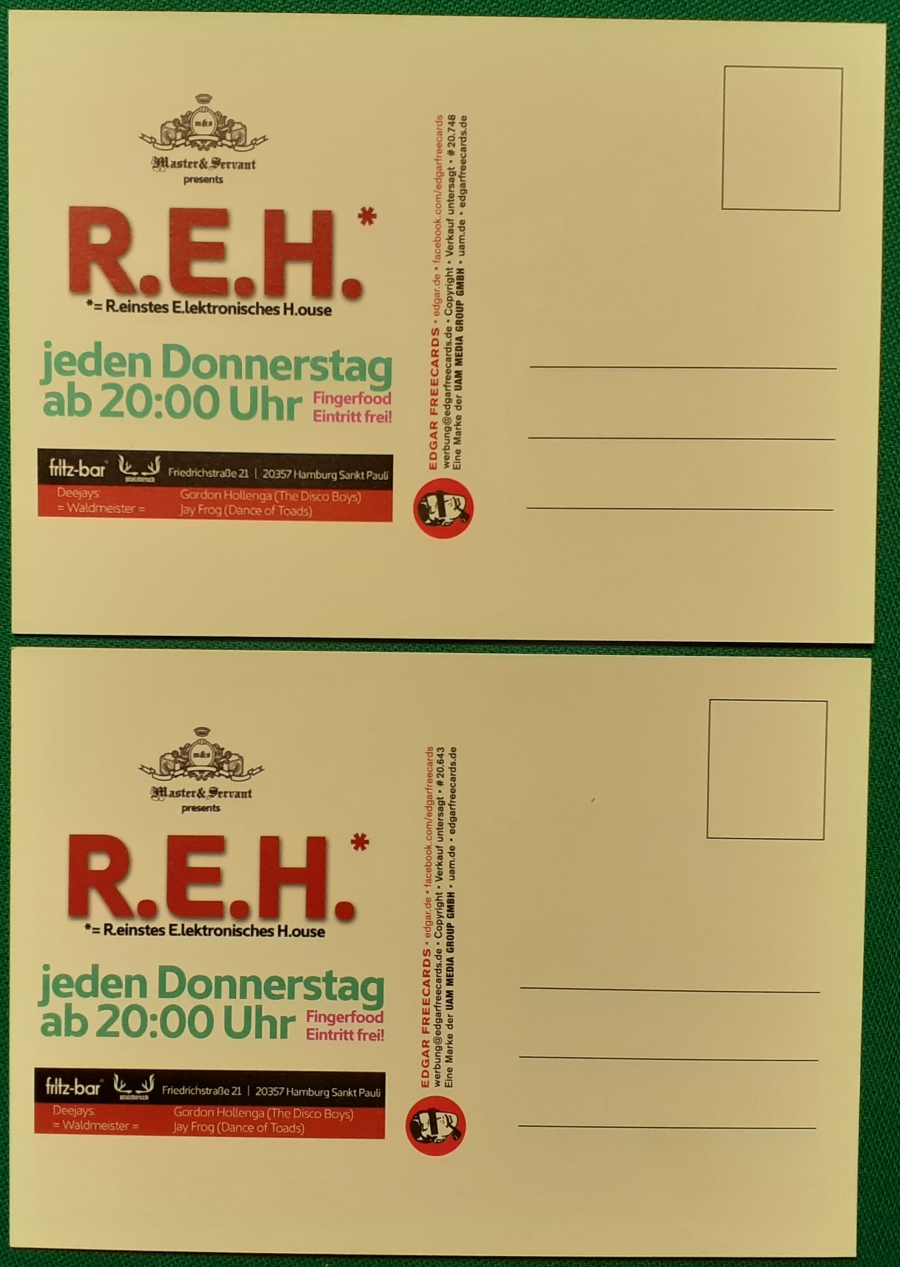 m&s
Master&Servant
presents
R.E.H.*
*= R.einstes E.lektronisches H.ouse
jeden Donnerstag
ab 20:00 Uhr
Fingerfood
Eintritt frei!
fritz-bar
platzhirsch
Friedrichstraße 21 | 20357 Hamburg Sankt Pauli
Deejays: Gordon Hollenga (The Disco Boys)
= Waldmeister = Jay Frog (Dance of Toads)
EDGAR FREECARDS • edgar.de • facebook.com/edgarfreecards
werbung@edgarfreecards.de • Copyright • Verkauf untersagt • # 20.748
Eine Marke der UAM MEDIA GROUP GMBH • uam.de • edgarfreecards.de
m&s
Master&Servant
presents
R.E.H.*
*= R.einstes E.lektronisches H.ouse
jeden Donnerstag
ab 20:00 Uhr
Fingerfood
Eintritt frei!
fritz-bar
platzhirsch
Friedrichstraße 21 | 20357 Hamburg Sankt Pauli
Deejays: Gordon Hollenga (The Disco Boys)
= Waldmeister = Jay Frog (Dance of Toads)
EDGAR FREECARDS • edgar.de • facebook.com/edgarfreecards
werbung@edgarfreecards.de • Copyright • Verkauf untersagt • # 20.643
Eine Marke der UAM MEDIA GROUP GMBH • uam.de • edgarfreecards.de